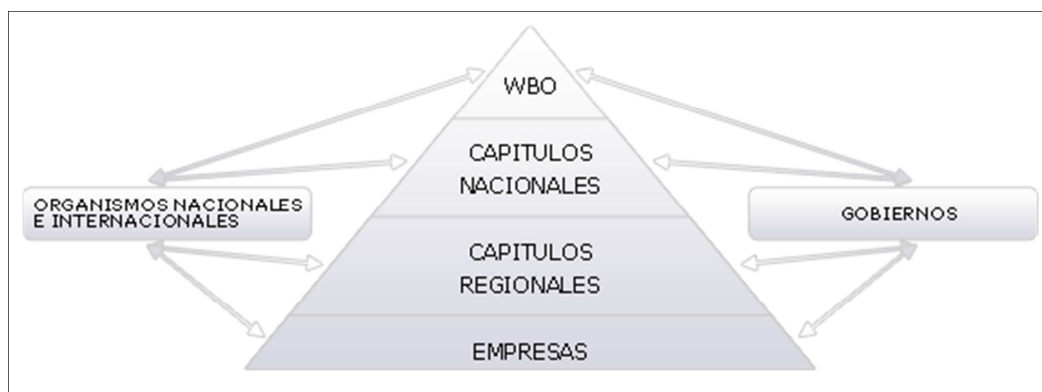 WBO
CAPITULOS
NACIONALES
ORGANISMOS NACIONALES
E INTERNACIONALES
GOBIERNOS
CAPITULOS
REGIONALES
EMPRESAS